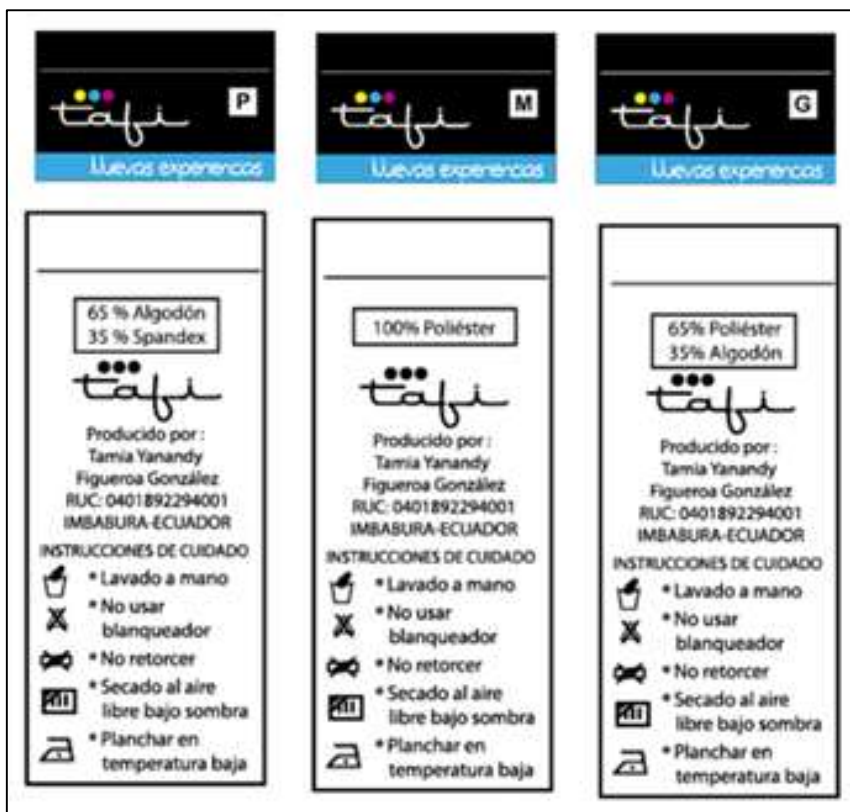 tafi
P
Nuevas experiencias
tafi
M
Nuevas experiencias
tafi
G
Nuevas experiencias
65 % Algodón
35 % Spandex
tafi
Producido por :
Tamia Yanandy
Figueroa González
RUC: 0401892294001
IMBABURA-ECUADOR
INSTRUCCIONES DE CUIDADO
* Lavado a mano
* No usar
blanqueador
* No retorcer
* Secado al aire
libre bajo sombra
* Planchar en
temperatura baja
100% Poliéster
tafi
Producido por :
Tamia Yanandy
Figueroa González
RUC: 0401892294001
IMBABURA-ECUADOR
INSTRUCCIONES DE CUIDADO
* Lavado a mano
* No usar
blanqueador
* No retorcer
* Secado al aire
libre bajo sombra
* Planchar en
temperatura baja
65% Poliéster
35% Algodón
tafi
Producido por :
Tamia Yanandy
Figueroa González
RUC: 0401892294001
IMBABURA-ECUADOR
INSTRUCCIONES DE CUIDADO
* Lavado a mano
* No usar
blanqueador
* No retorcer
* Secado al aire
libre bajo sombra
* Planchar en
temperatura baja